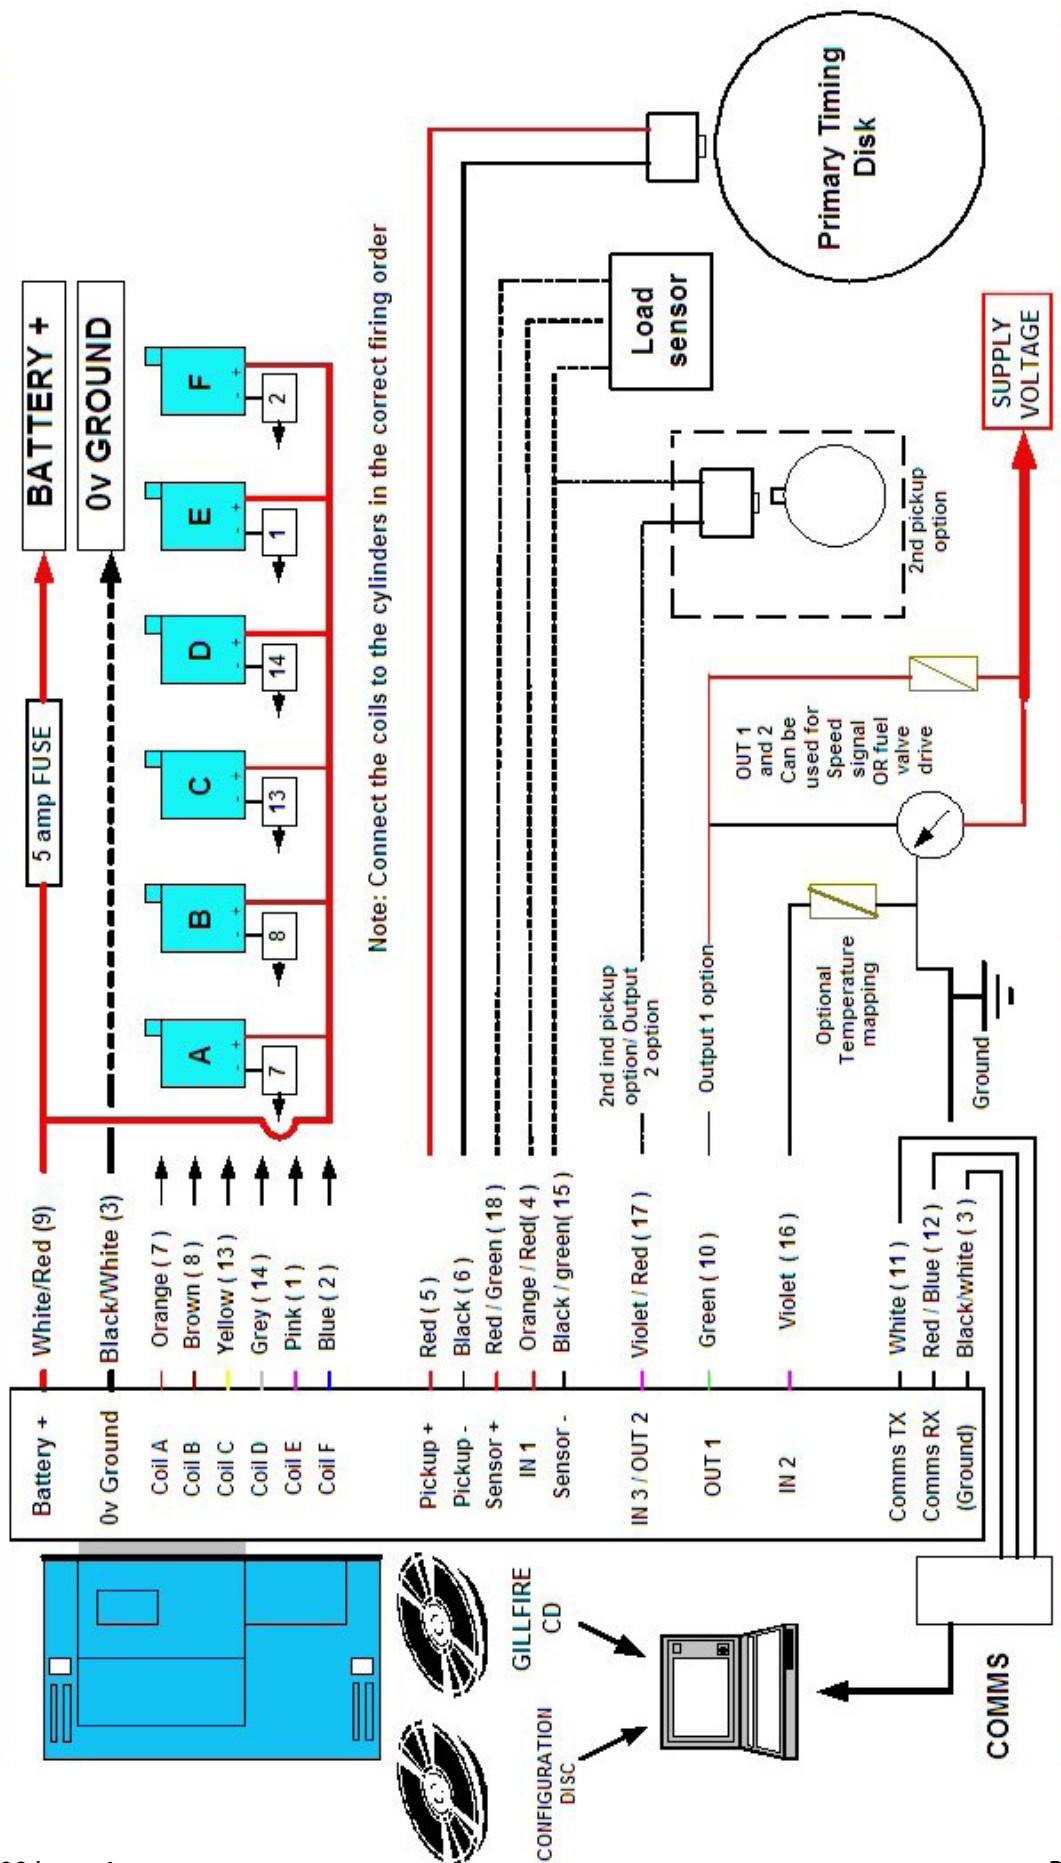 BATTERY +
0v GROUND
5 amp FUSE
A
B
C
D
E
F
- +
- +
- +
- +
- +
- +
7
8
13
14
1
2
Note: Connect the coils to the cylinders in the correct firing order
Battery +
White/Red (9)
0v Ground
Black/White (3)
Coil A
Orange ( 7 )
Coil B
Brown ( 8 )
Coil C
Yellow ( 13 )
Coil D
Grey ( 14 )
Coil E
Pink ( 1 )
Coil F
Blue ( 2 )
Pickup +
Red ( 5 )
Pickup -
Black ( 6 )
Sensor +
Red / Green ( 18 )
IN 1
Orange / Red( 4 )
Sensor -
Black / green( 15 )
IN 3 / OUT 2
Violet / Red ( 17 )
OUT 1
Green ( 10 )
IN 2
Violet ( 16 )
Comms TX
White ( 11 )
Comms RX
Red / Blue ( 12 )
(Ground)
Black/white ( 3 )
Primary Timing
Disk
Load
sensor
2nd pickup
option
SUPPLY
VOLTAGE
2nd ind pickup
option/ Output
2 option
Output 1 option
OUT 1
and 2
Can be
used for
Speed
signal
OR fuel
valve
drive
Optional
Temperature
mapping
Ground
GILLFIRE
CD
CONFIGURATION
DISC
COMMS